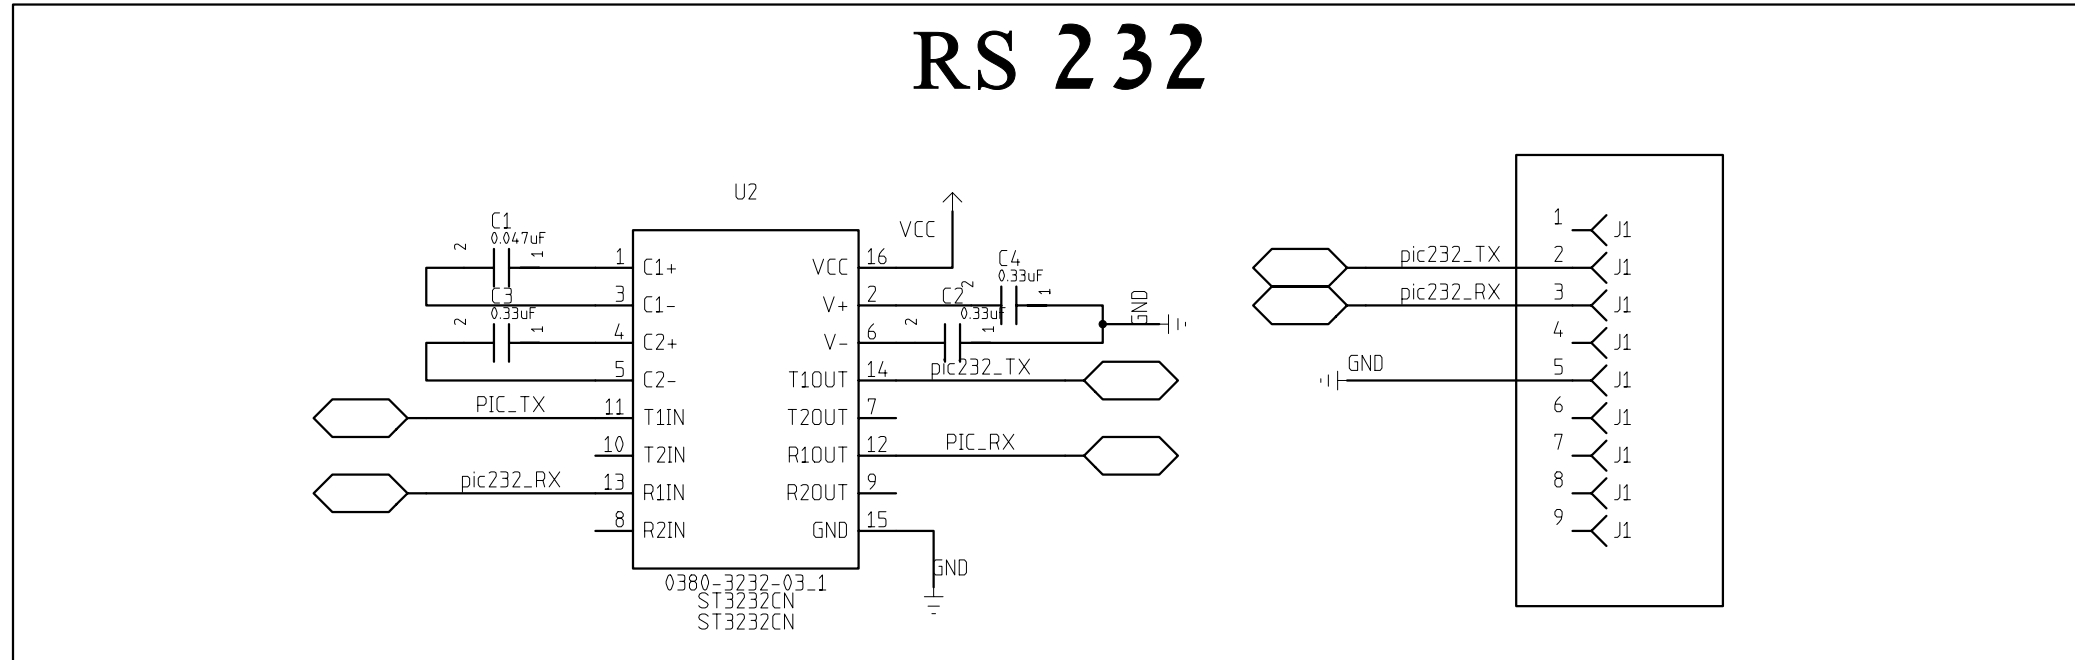 RS 232
U2
C1
0.047uF
2
1
C3
0.33uF
2
1
VCC
C4
0.33uF
2
1
C2
0.33uF
2
1
GND
1 C1+
3 C1-
4 C2+
5 C2-
PIC_TX 11 T1IN
10 T2IN
pic232_RX 13 R1IN
8 R2IN
VCC 16
V+ 2
V- 6
T1OUT 14 pic232_TX
T2OUT 7
R1OUT 12 PIC_RX
R2OUT 9
GND 15
GND
0380-3232-03_1
ST3232CN
ST3232CN
1 J1
pic232_TX 2 J1
pic232_RX 3 J1
4 J1
GND 5 J1
6 J1
7 J1
8 J1
9 J1